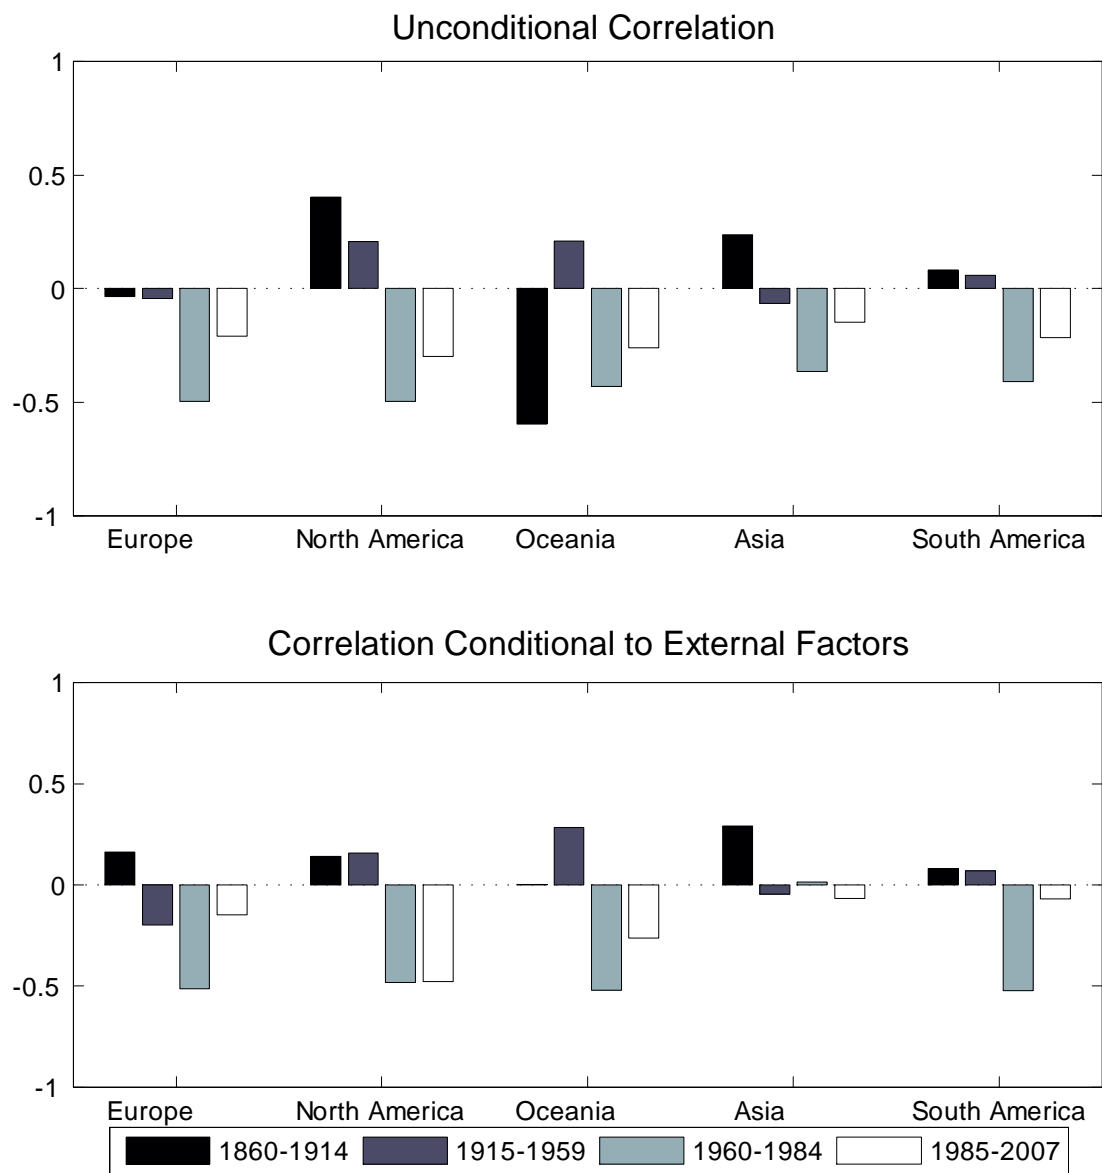 Unconditional Correlation
1
0.5
0
-0.5
-1
Europe North America Oceania Asia South America
Correlation Conditional to External Factors
1
0.5
0
-0.5
-1
Europe North America Oceania Asia South America
1860-1914 1915-1959 1960-1984 1985-2007